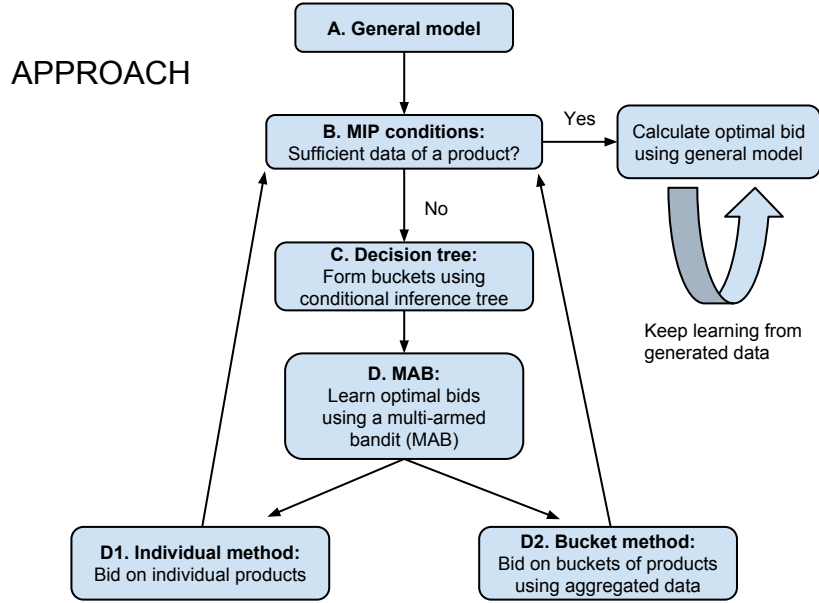 A. General model
APPROACH
B. MIP conditions:
Sufficient data of a product?
Yes
Calculate optimal bid
using general model
No
C. Decision tree:
Form buckets using
conditional inference tree
Keep learning from
generated data
D. MAB:
Learn optimal bids
using a multi-armed
bandit (MAB)
D1. Individual method:
Bid on individual products
D2. Bucket method:
Bid on buckets of products
using aggregated data